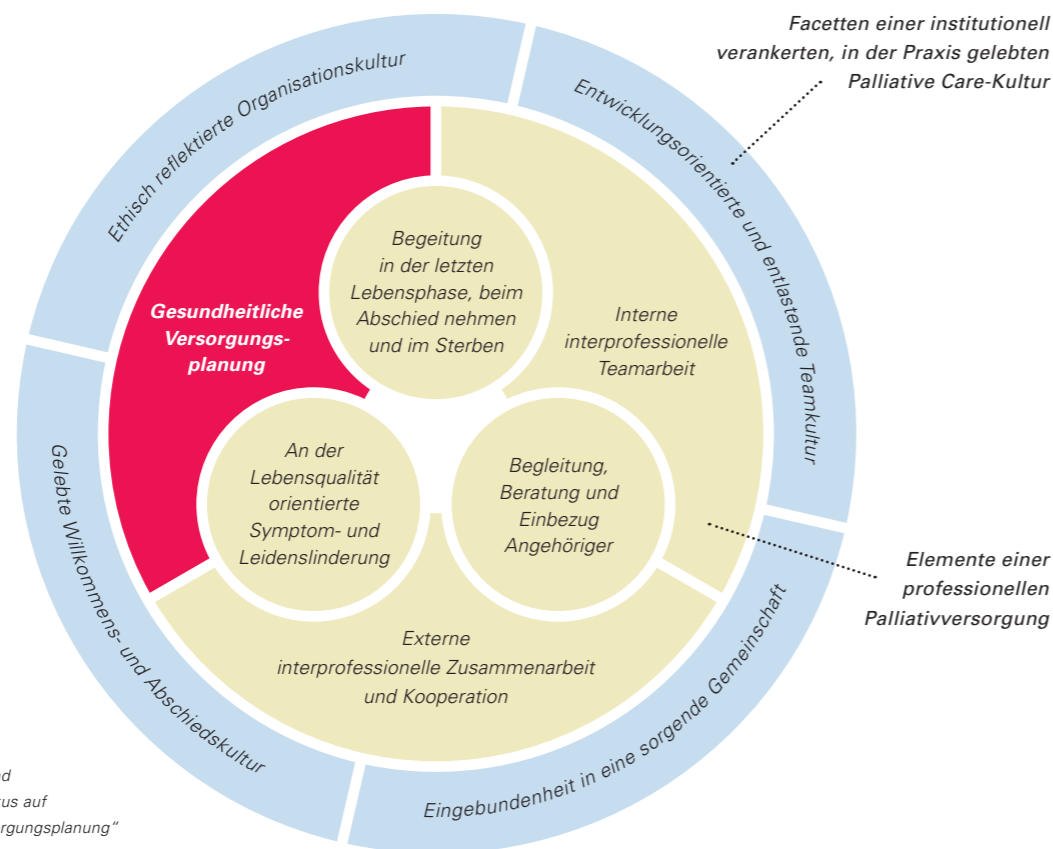 Facetten einer institutionell
verankerten, in der Praxis gelebten
Palliative Care-Kultur
Ethisch reflektierte Organisationskultur
Entwicklungsorientierte und entlastende Teamkultur
Begeitung
in der letzten
Lebensphase, beim
Abschied nehmen
und im Sterben
Gesundheitliche
Versorgungs-
planung
Interne
interprofessionelle
Teamarbeit
An der
Lebensqualität
orientierte
Symptom- und
Leidenslinderung
Begleitung,
Beratung und
Einbezug
Angehöriger
Elemente einer
professionellen
Palliativversorgung
Externe
interprofessionelle Zusammenarbeit
und Kooperation
Gelebte Willkommens- und Abschiedskultur
Eingebundenheit in eine sorgende Gemeinschaft
auf